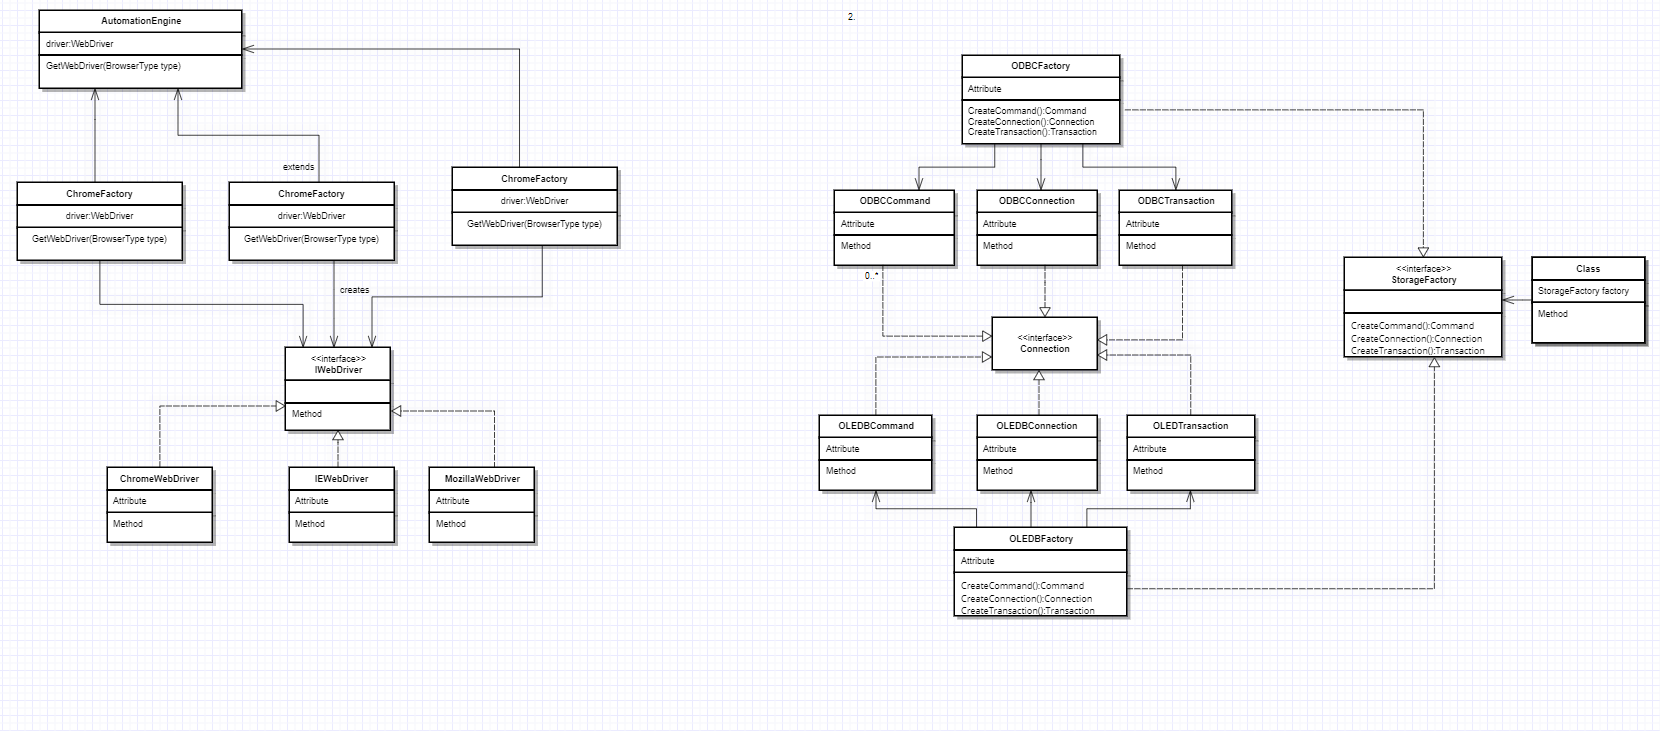 AutomationEngine
driver:WebDriver
GetWebDriver(BrowserType type)
extends
ChromeFactory
driver:WebDriver
GetWebDriver(BrowserType type)
ChromeFactory
driver:WebDriver
GetWebDriver(BrowserType type)
ChromeFactory
driver:WebDriver
GetWebDriver(BrowserType type)
creates
<<interface>>
IWebDriver
Method
ChromeWebDriver
Attribute
Method
IEWebDriver
Attribute
Method
MozillaWebDriver
Attribute
Method
2.
ODBCFactory
Attribute
CreateCommand():Command
CreateConnection():Connection
CreateTransaction():Transaction
ODBCCommand
Attribute
Method
ODBCConnection
Attribute
Method
ODBCTransaction
Attribute
Method
0..*
<<interface>>
Connection
OLEDBCommand
Attribute
Method
OLEDBConnection
Attribute
Method
OLEDTransaction
Attribute
Method
OLEDBFactory
Attribute
CreateCommand():Command
CreateConnection():Connection
CreateTransaction():Transaction
<<interface>>
StorageFactory
CreateCommand():Command
CreateConnection():Connection
CreateTransaction():Transaction
Class
StorageFactory factory
Method